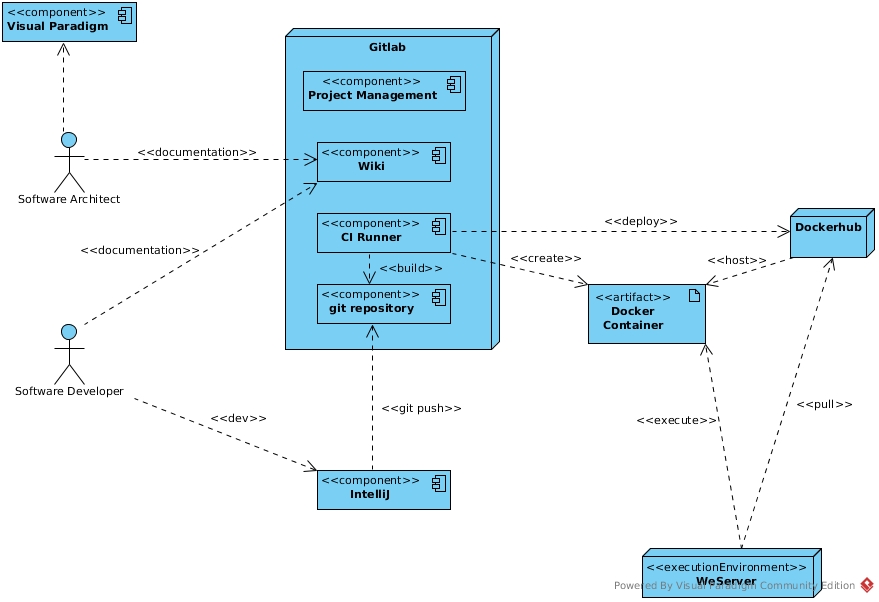 <<component>>
Visual Paradigm
Gitlab
<<component>>
Project Management
<<documentation>>
<<component>>
Wiki
Software Architect
<<component>>
CI Runner
<<deploy>>
Dockerhub
<<documentation>>
<<create>>
<<host>>
<<build>>
<<component>>
git repository
<<artifact>>
Docker
Container
Software Developer
<<dev>>
<<git push>>
<<execute>>
<<pull>>
<<component>>
IntelliJ
<<executionEnvironment>>
WeServer
Powered By Visual Paradigm Community Edition